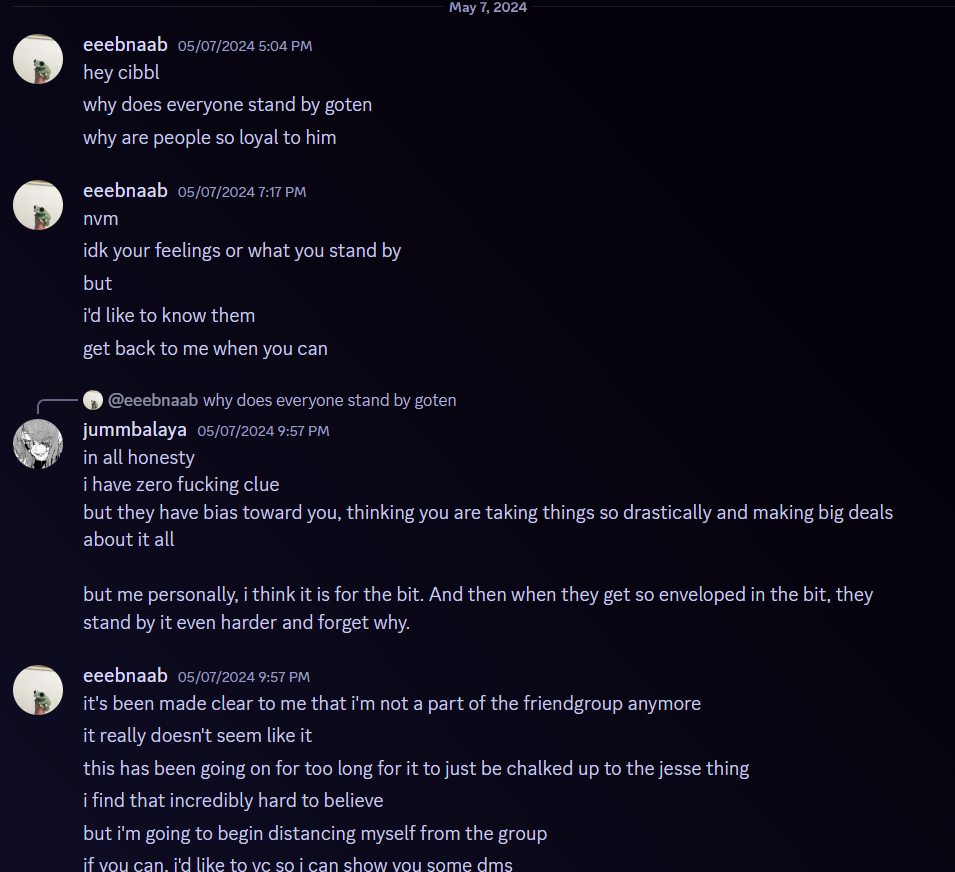 May 7, 2024
eeebnaab 05/07/2024 5:04 PM
hey cibbl
why does everyone stand by goten
why are people so loyal to him
eeebnaab 05/07/2024 7:17 PM
nvm
idk your feelings or what you stand by
but
i'd like to know them
get back to me when you can
@eeebnaab why does everyone stand by goten
jummbalaya 05/07/2024 9:57 PM
in all honesty
i have zero fucking clue
but they have bias toward you, thinking you are taking things so drastically and making big deals
about it all
but me personally, i think it is for the bit. And then when they get so enveloped in the bit, they
stand by it even harder and forget why.
eeebnaab 05/07/2024 9:57 PM
it's been made clear to me that i'm not a part of the friendgroup anymore
it really doesn't seem like it
this has been going on for too long for it to just be chalked up to the jesse thing
i find that incredibly hard to believe
but i'm going to begin distancing myself from the group
if you can, i'd like to vc so i can show you some dms